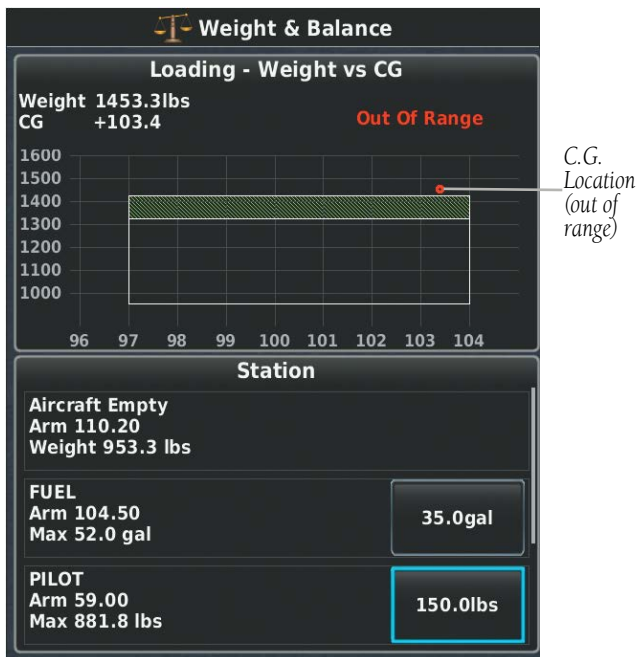 Weight & Balance
Loading - Weight vs CG
Weight 1453.3lbs
CG +103.4
Out Of Range
1600
1500
1400
1300
1200
1100
1000
96 97 98 99 100 101 102 103 104
C.G.
Location
(out of
range)
Station
Aircraft Empty
Arm 110.20
Weight 953.3 lbs
FUEL
Arm 104.50
Max 52.0 gal
35.0gal
PILOT
Arm 59.00
Max 881.8 lbs
150.0lbs